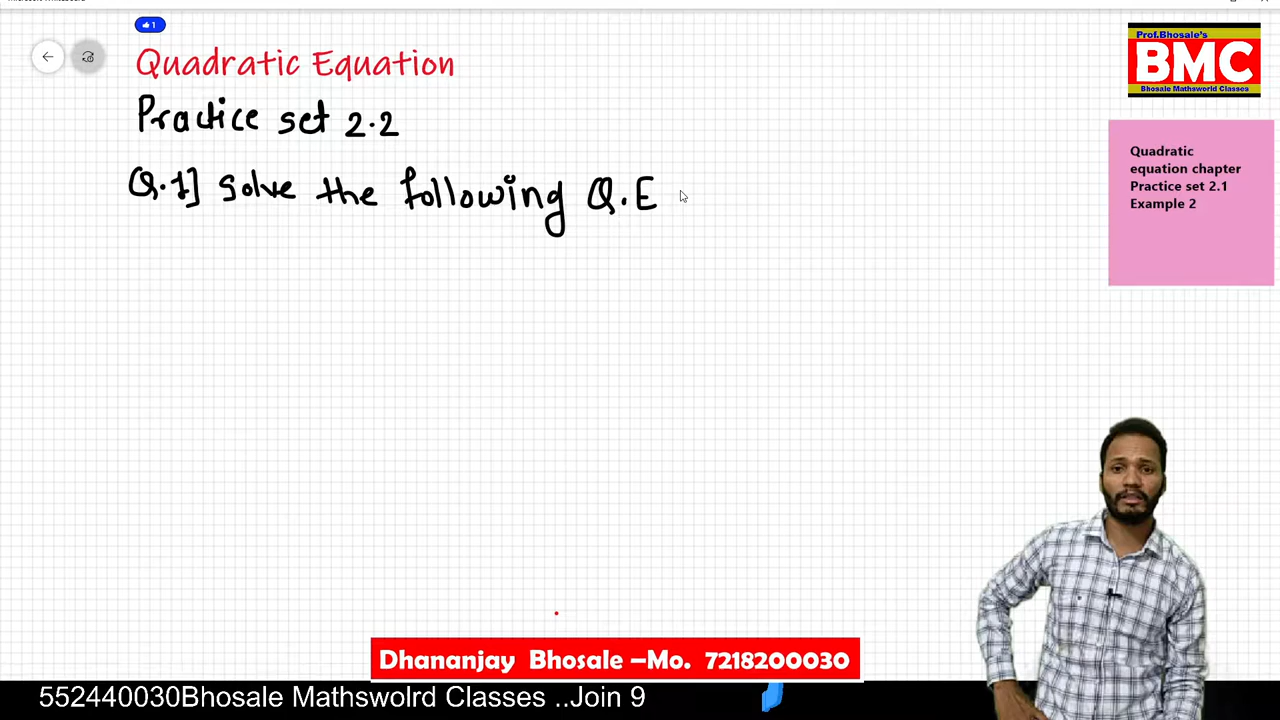 1
Quadratic Equation
Practice set 2.2
Q.1] Solve the following Q.E
Prof.Bhosale's
BMC
Bhosale Mathsworld Classes
Quadratic
equation chapter
Practice set 2.1
Example 2
Dhananjay Bhosale –Mo. 7218200030
552440030Bhosale Mathswolrd Classes ..Join 9